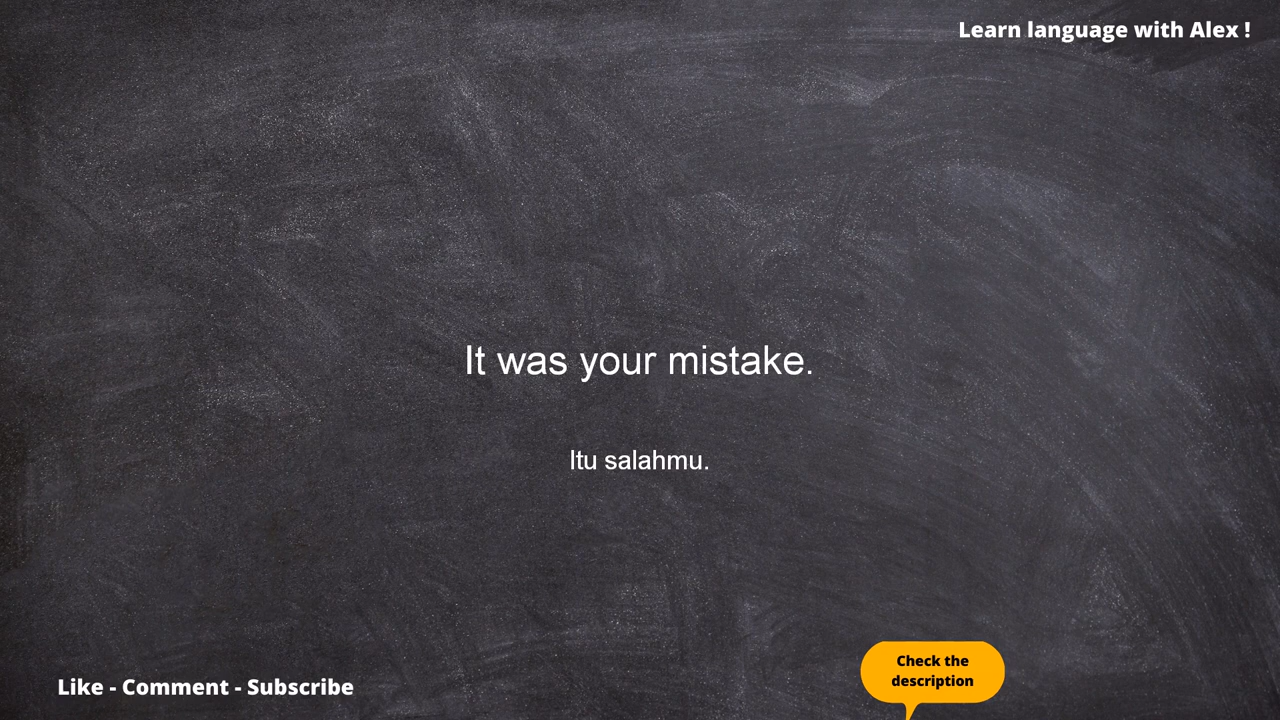 Learn language with Alex !
It was your mistake.
Itu salahmu.
Check the
description
Like - Comment - Subscribe